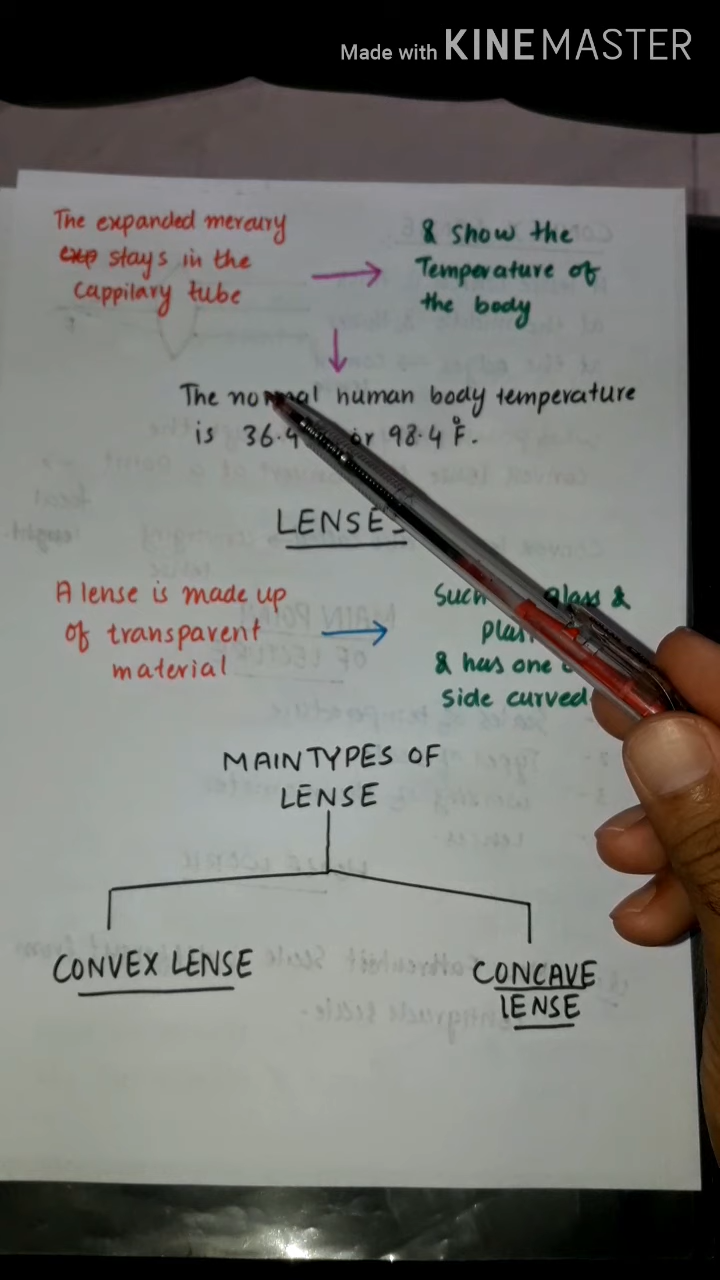 Made with KINEMASTER
The expanded mercury
exp stays in the
Cappilary tube
& show the
Temperature of
the body
The normal human body temperature
is 36.4 or 98.4 °F.
LENSES
A lense is made up
of transparent
material
Such glass &
& has one
side curved
MAIN TYPES OF
LENSE
CONVEX LENSE
CONCAVE
LENSE